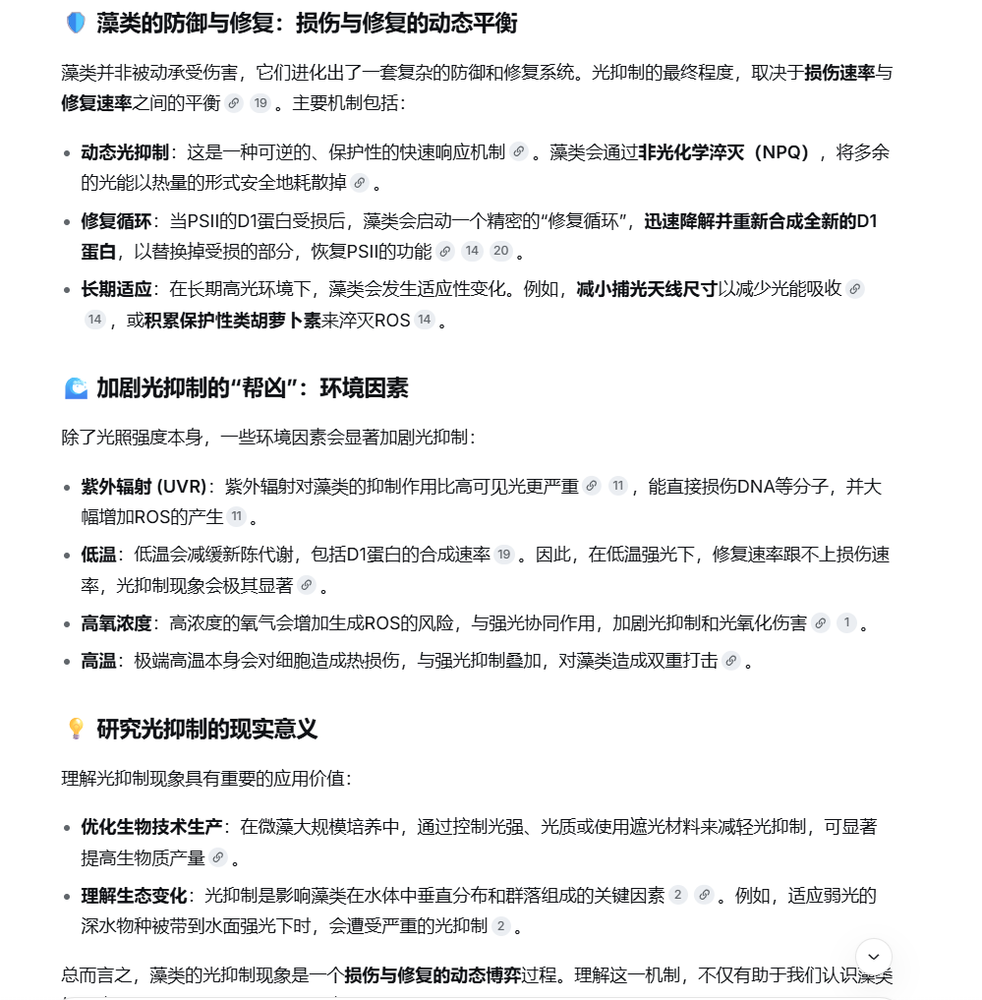 藻类的防御与修复：损伤与修复的动态平衡
藻类并非被动承受伤害，它们进化出了一套复杂的防御和修复系统。光抑制的最终程度，取决于损伤速率与
修复速率之间的平衡 19 。主要机制包括：
动态光抑制：这是一种可逆的、保护性的快速响应机制 。藻类会通过非光化学淬灭（NPQ），将多余
的光能以热量的形式安全地耗散掉 。
修复循环：当PSII的D1蛋白受损后，藻类会启动一个精密的“修复循环”，迅速降解并重新合成全新的D1
蛋白，以替换掉受损的部分，恢复PSII的功能 14 20 。
长期适应：在长期高光环境下，藻类会发生适应性变化。例如，减小捕光天线尺寸以减少光能吸收
14 ，或积累保护性类胡萝卜素来淬灭ROS 14 。
加剧光抑制的“帮凶”：环境因素
除了光照强度本身，一些环境因素会显著加剧光抑制：
紫外辐射 (UVR)：紫外辐射对藻类的抑制作用比高可见光更严重 11 ，能直接损伤DNA等分子，并大
幅增加ROS的产生 11 。
低温：低温会减缓新陈代谢，包括D1蛋白的合成速率 19 。因此，在低温强光下，修复速率跟不上损伤速
率，光抑制现象会极其显著 。
高氧浓度：高浓度的氧气会增加生成ROS的风险，与强光协同作用，加剧光抑制和光氧化伤害 1 。
高温：极端高温本身会对细胞造成热损伤，与强光抑制叠加，对藻类造成双重打击 。
研究光抑制的现实意义
理解光抑制现象具有重要的应用价值：
优化生物技术生产：在微藻大规模培养中，通过控制光强、光质或使用遮光材料来减轻光抑制，可显著
提高生物质产量 。
理解生态变化：光抑制是影响藻类在水体中垂直分布和群落组成的关键因素 2 。例如，适应弱光的
深水物种被带到水面强光下时，会遭受严重的光抑制 2 。
总而言之，藻类的光抑制现象是一个损伤与修复的动态博弈过程。理解这一机制，不仅有助于我们认识藻类